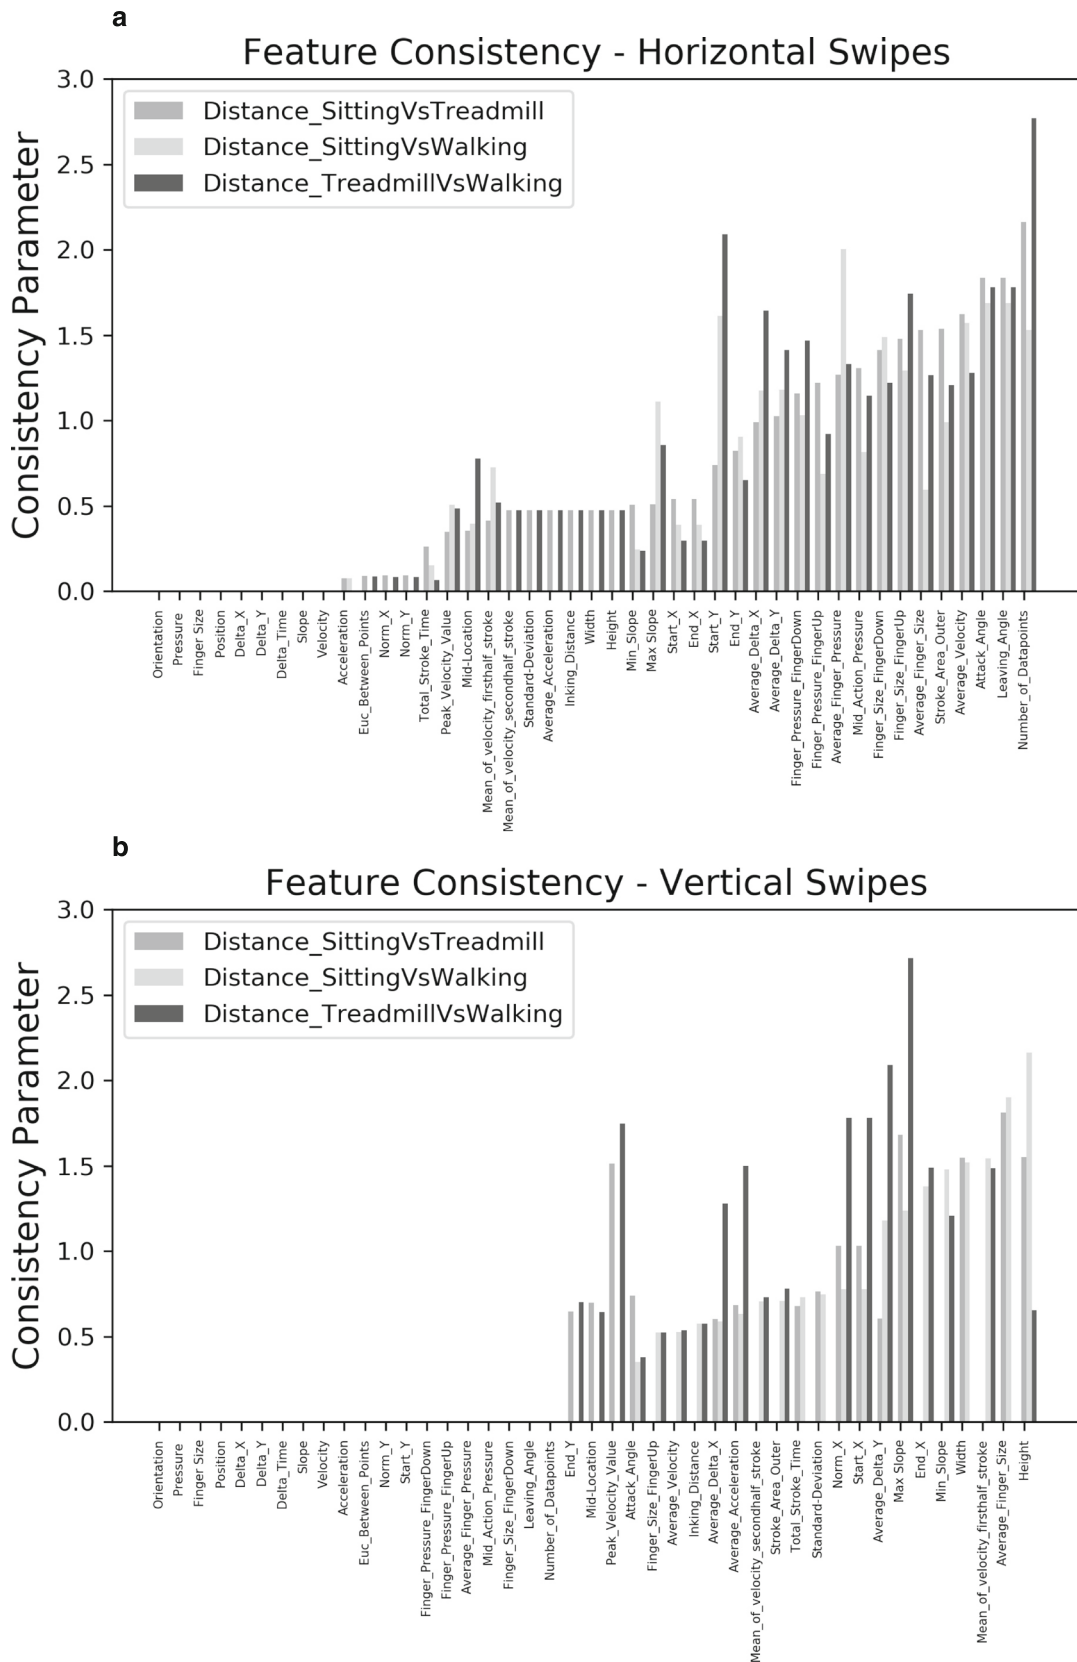 a
Feature Consistency - Horizontal Swipes
Consistency Parameter
3.0
2.5
2.0
1.5
1.0
0.5
0.0
Distance_SittingVsTreadmill
Distance_SittingVsWalking
Distance_TreadmillVsWalking
Orientation
Pressure
Finger Size
Position
Delta_X
Delta_Y
Delta_Time
Slope
Velocity
Acceleration
Euc_Between_Points
Norm_X
Norm_Y
Total_Stroke_Time
Peak_Velocity_Value
Mid-Location
Mean_of_velocity_firsthalf_stroke
Mean_of_velocity_secondhalf_stroke
Standard-Deviation
Average_Acceleration
Inking_Distance
Width
Height
Min_Slope
Max Slope
Start_X
End_X
Start_Y
End_Y
Average_Delta_X
Average_Delta_Y
Finger_Pressure_FingerDown
Finger_Pressure_FingerUp
Average_Finger_Pressure
Mid_Action_Pressure
Finger_Size_FingerDown
Finger_Size_FingerUp
Average_Finger_Size
Stroke_Area_Outer
Average_Velocity
Attack_Angle
Leaving_Angle
Number_of_Datapoints
b
Feature Consistency - Vertical Swipes
Consistency Parameter
3.0
2.5
2.0
1.5
1.0
0.5
0.0
Distance_SittingVsTreadmill
Distance_SittingVsWalking
Distance_TreadmillVsWalking
Orientation
Pressure
Finger Size
Position
Delta_X
Delta_Y
Delta_Time
Slope
Velocity
Acceleration
Euc_Between_Points
Norm_Y
Start_Y
Finger_Pressure_FingerDown
Finger_Pressure_FingerUp
Average_Finger_Pressure
Mid_Action_Pressure
Finger_Size_FingerDown
Leaving_Angle
Number_of_Datapoints
End_Y
Mid-Location
Peak_Velocity_Value
Attack_Angle
Finger_Size_FingerUp
Average_Velocity
Inking_Distance
Average_Delta_X
Average_Acceleration
Mean_of_velocity_secondhalf_stroke
Stroke_Area_Outer
Total_Stroke_Time
Standard-Deviation
Norm_X
Start_X
Average_Delta_Y
Max Slope
End_X
Min_Slope
Width
Mean_of_velocity_firsthalf_stroke
Average_Finger_Size
Height